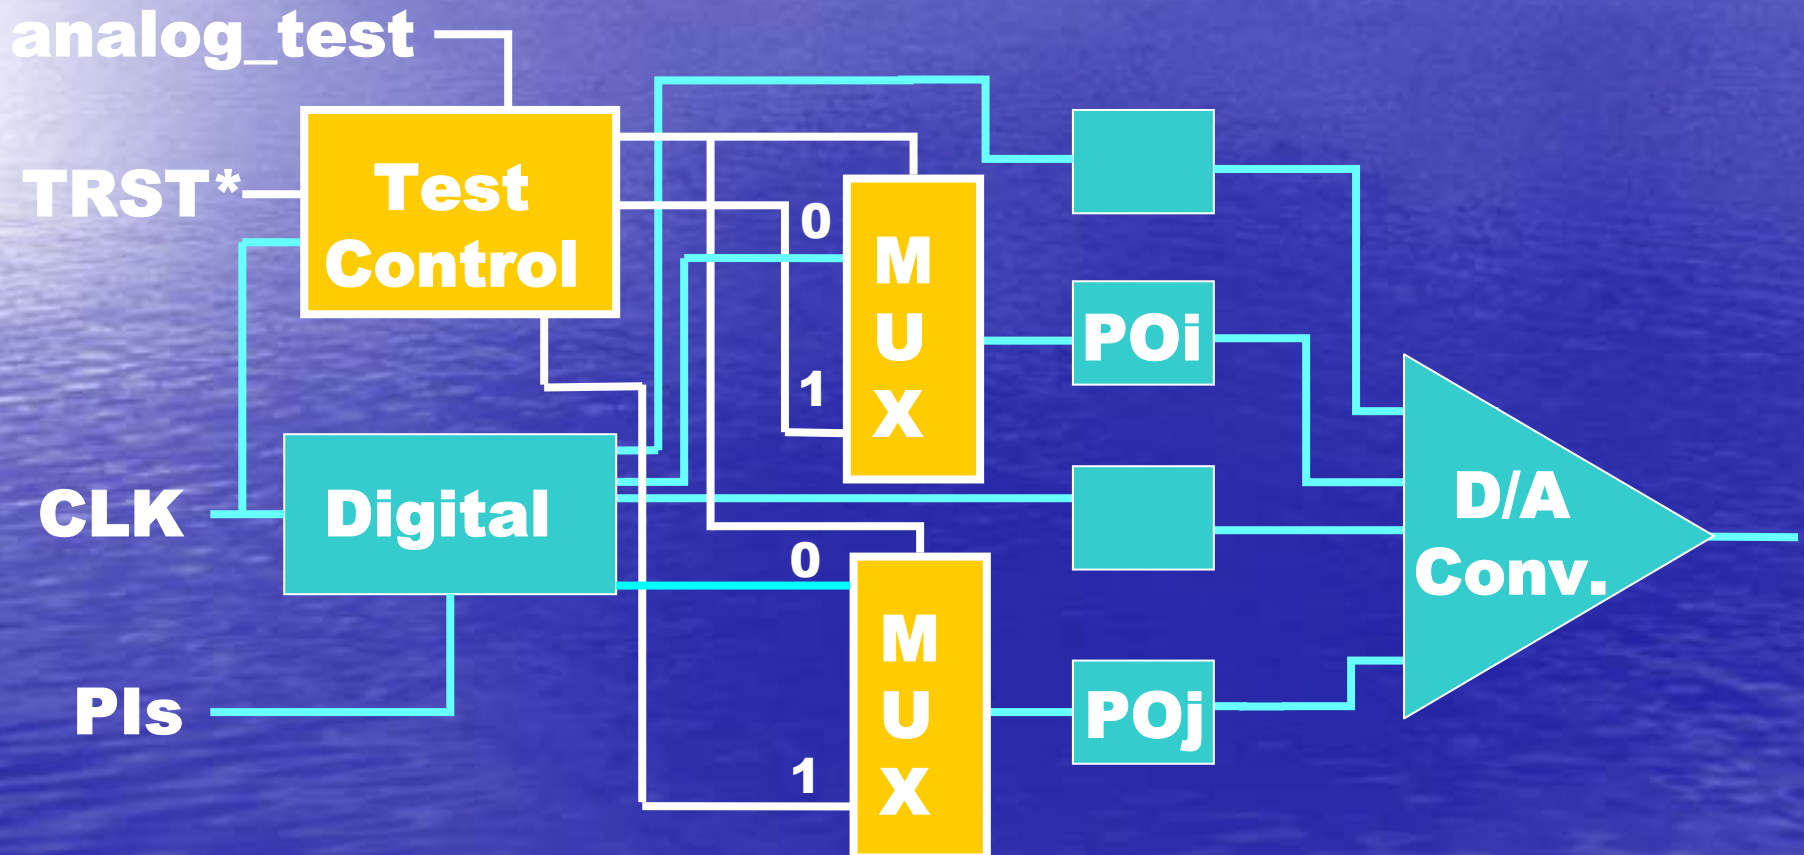 analog_test
TRST*
Test
Control
0
M
U
X
1
POi
CLK
Digital
D/A
Conv.
0
M
U
X
1
PIs
POj